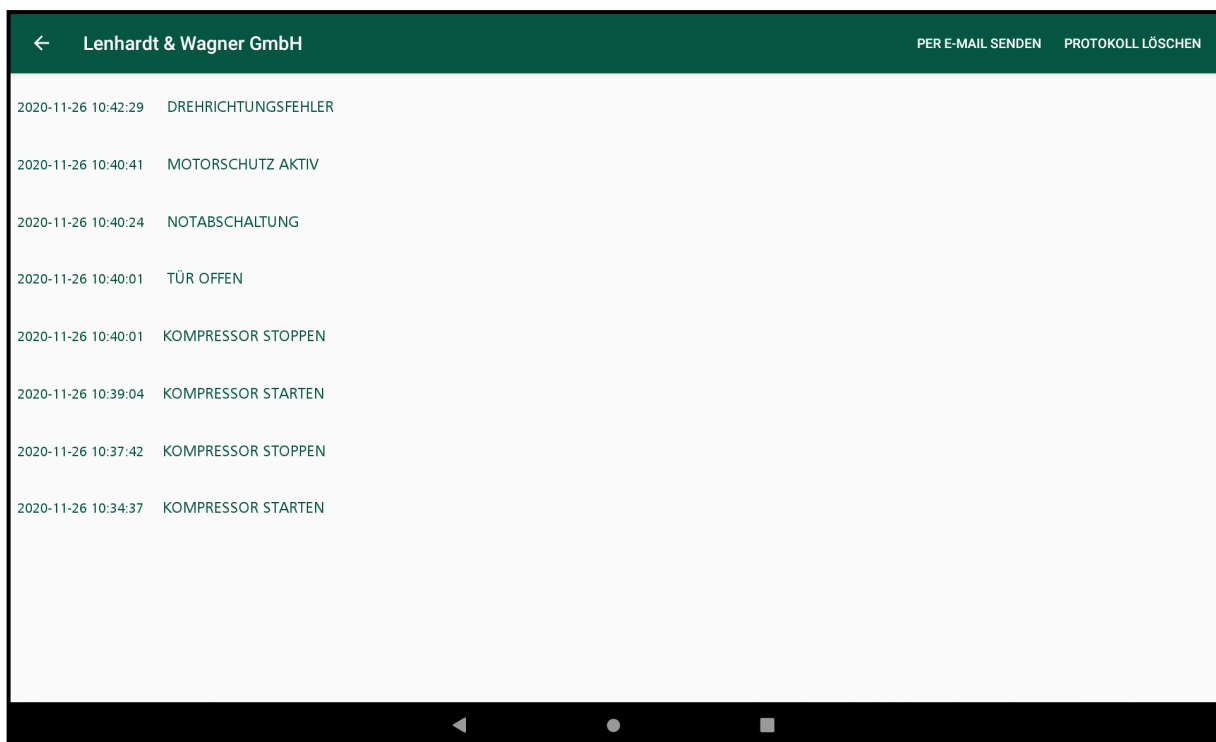 Lenhardt & Wagner GmbH PER E-MAIL SENDEN PROTOKOLL LÖSCHEN
2020-11-26 10:42:29 DREHRICHTUNGSFEHLER
2020-11-26 10:40:41 MOTORSCHUTZ AKTIV
2020-11-26 10:40:24 NOTABSCHALTUNG
2020-11-26 10:40:01 TÜR OFFEN
2020-11-26 10:40:01 KOMPRESSOR STOPPEN
2020-11-26 10:39:04 KOMPRESSOR STARTEN
2020-11-26 10:37:42 KOMPRESSOR STOPPEN
2020-11-26 10:34:37 KOMPRESSOR STARTEN